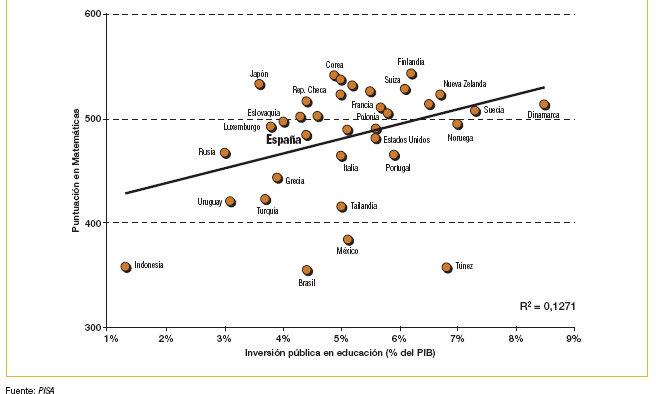 600
Corea
Finlandia
Japón
Suiza
Nueva Zelanda
Rep. Checa
Francia
Suecia
Eslovaquia
Dinamarca
500
Polonia
Luxemburgo
España
Estados Unidos
Noruega
Rusia
Italia
Portugal
Grecia
Uruguay
Turquía
Tailandia
400
México
Indonesia
Túnez
Brasil
R² = 0,1271
300
1% 2% 3% 4% 5% 6% 7% 8% 9%
Puntuación en Matemáticas
Inversión pública en educación (% del PIB)
Fuente: PISA